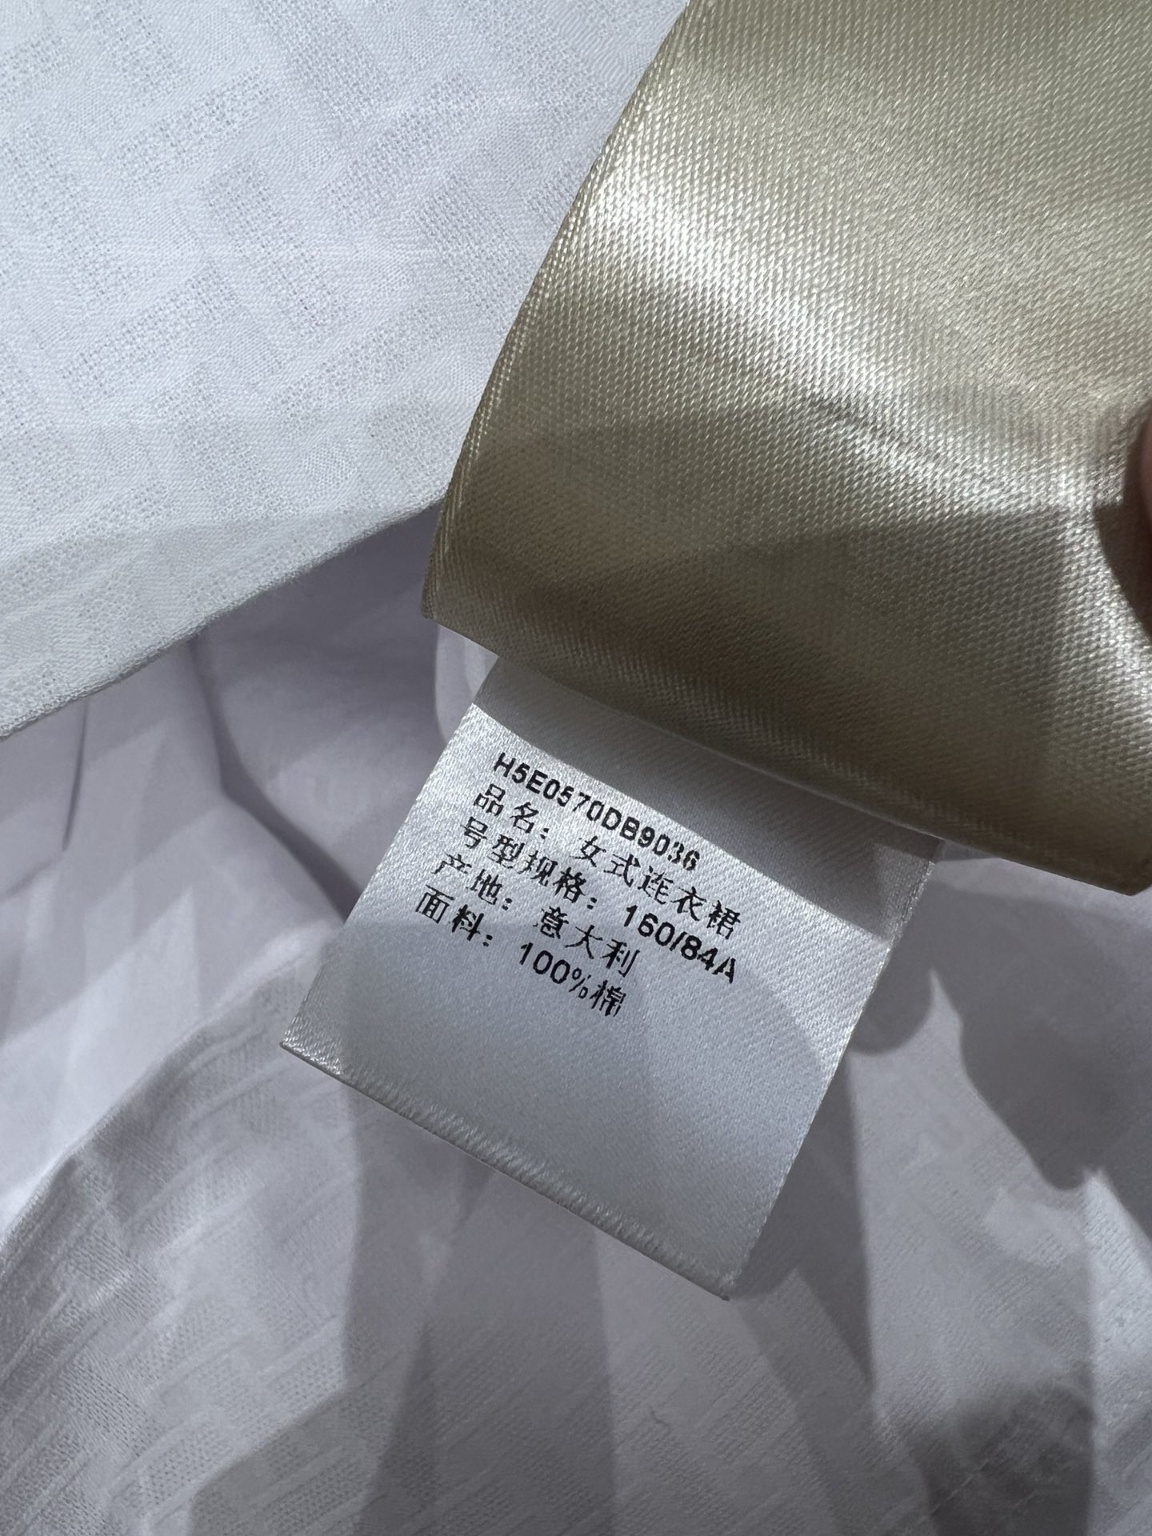 H5E0570DB9036
品名：女式连衣裙
号型规格：160/84A
产地：意大利
面料：100%棉